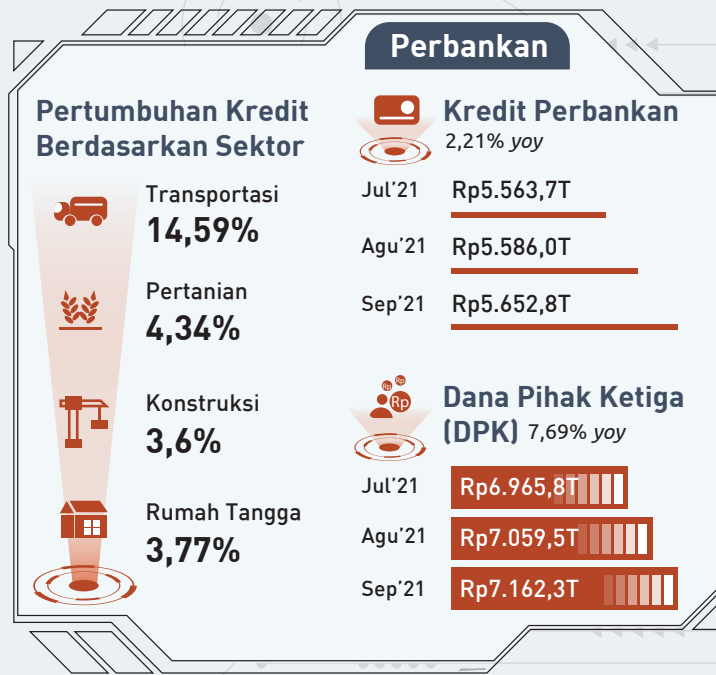 Perbankan
Pertumbuhan Kredit
Berdasarkan Sektor
Transportasi
14,59%
Pertanian
4,34%
Konstruksi
3,6%
Rumah Tangga
3,77%
Kredit Perbankan
2,21% yoy
Jul'21 Rp5.563,7T
Agu'21 Rp5.586,0T
Sep'21 Rp5.652,8T
Rp
Rp
Rp
Dana Pihak Ketiga
(DPK) 7,69% yoy
Jul'21 Rp6.965,8T
Agu'21 Rp7.059,5T
Sep'21 Rp7.162,3T